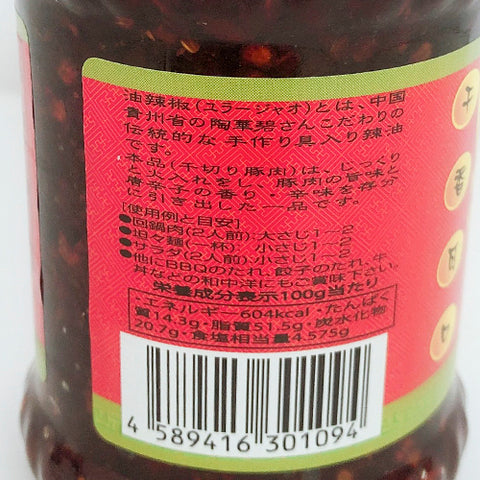 油辣椒(ユラージャオ)とは、中国
貴州省の陶華碧さんこだわりの
伝統的な手作り具入り辣油
です。
本品(千切り豚肉)は、じっくり
と火入れをし、豚肉の旨味と
唐辛子の香り・辛味を存分
に引き出した一品です。
[使用例と目安]
●回鍋肉(2人前):大さじ1〜2
●坦々麺(一杯) 小さじ1〜2
●サラダ(2人前):小さじ1〜2
●他にBBQのたれ、餃子のたれ、牛
丼などの和中洋にもご賞味下さい。
栄養成分表示100g当たり
・エネルギー604kcal・たんぱく
質14.3g・脂質51.5g・炭水化物
20.7g・食塩相当量4.575g
4 589416 301094